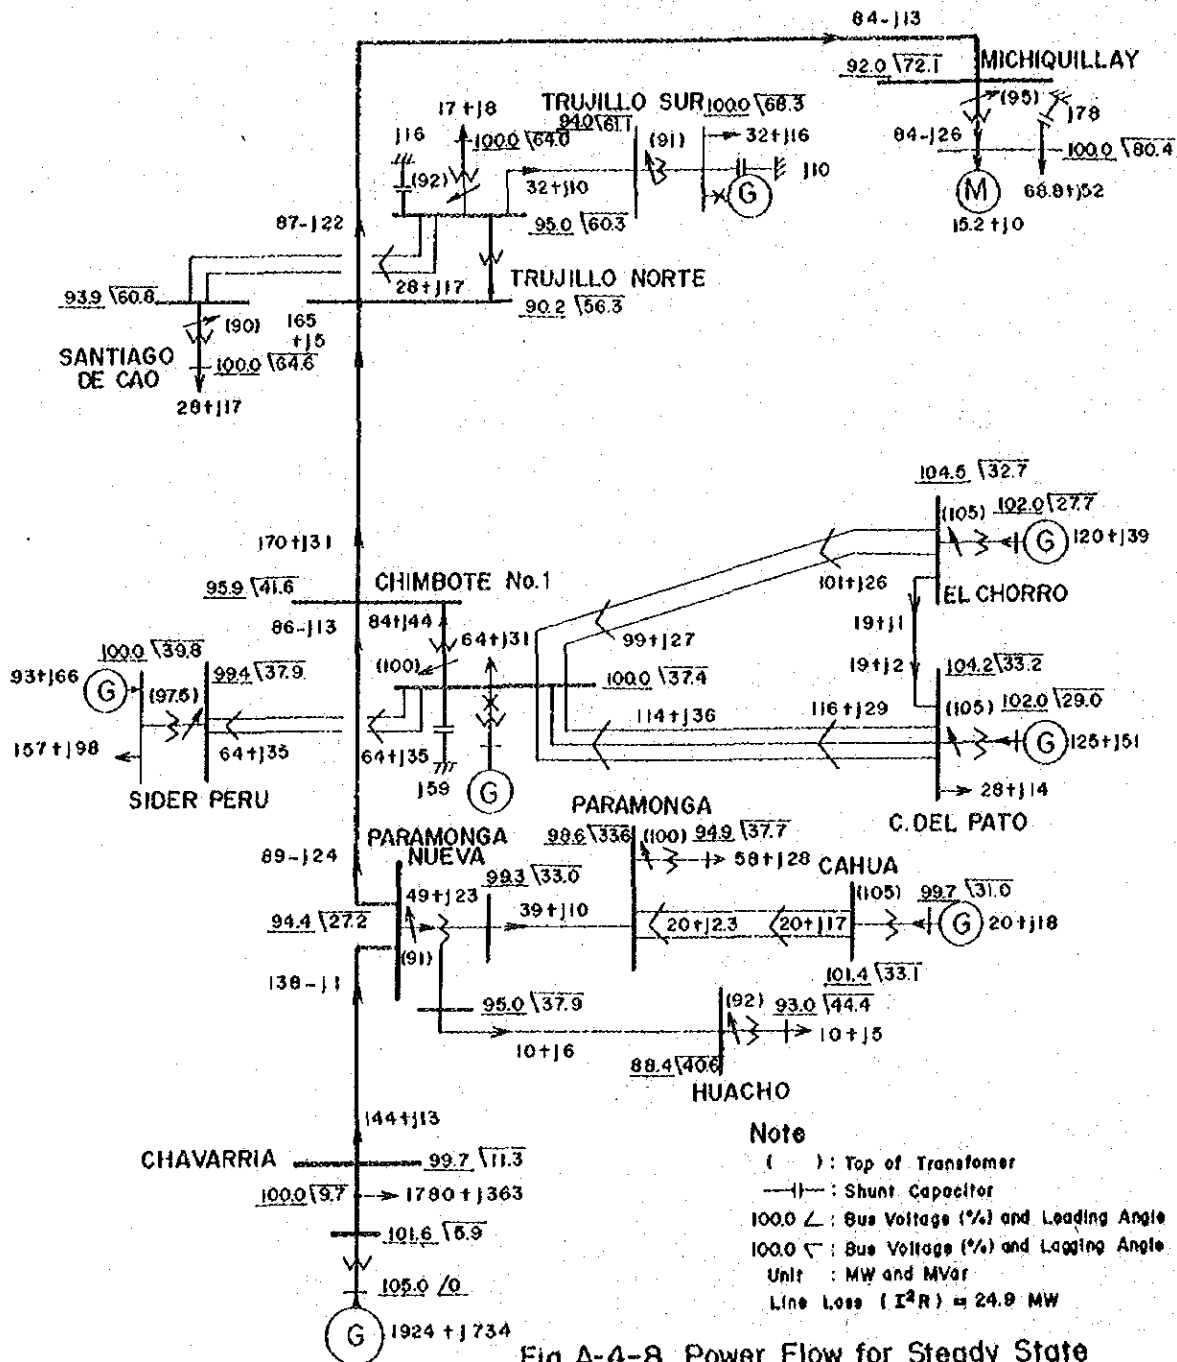 84-j13
92.0 72.1
MICHIQUILLAY
(95)
j78
84-j26
100.0 80.4
M
68.8+j52
15.2+j0
17+j8
TRUJILLO SUR
100.0 68.3
j16
100.0 64.0
94.0 61.1
(91)
32+j16
(92)
32+j10
j10
G
87-j22
95.0 60.3
28+j17
TRUJILLO NORTE
93.9 60.8
165
+j5
90.2 56.3
(90)
SANTIAGO
DE CAO
100.0 64.6
28+j17
104.5 32.7
(105)
102.0 27.7
G
120+j39
170+j31
101+j26
EL CHORRO
CHIMBOTE No.1
95.9 41.6
86-j13
84+j44
64+j31
99+j27
19+j1
100.0 39.8
99.4 37.9
(100)
19+j2
104.2 33.2
93+j66
G
(97.5)
100.0 37.4
(105)
102.0 29.0
114+j36
116+j29
G
125+j51
157+j98
64+j35
64+j35
j59
G
28+j14
SIDER PERU
PARAMONGA
C. DEL PATO
PARAMONGA
NUEVA
98.6 33.6
(100)
94.9 37.7
89-j24
58+j28
CAHUA
49+j23
99.3 33.0
(105)
99.7 31.0
94.4 27.2
39+j10
20+j2.3
20+j17
G
20+j18
(91)
138-j1
101.4 33.1
95.0 37.9
(92)
93.0 44.4
10+j6
10+j5
88.4 40.6
HUACHO
144+j13
CHAVARRIA
99.7 11.3
100.0 9.7
1780+j363
101.6 5.9
105.0 /0
G
1924+j734
Note
( ) : Top of Transfomer
: Shunt Capacitor
100.0 ∠ : Bus Voltage (%) and Leading Angle
100.0 : Bus Voltage (%) and Lagging Angle
Unit : MW and MVar
Line Loss (I²R) = 24.9 MW
Fig. A-4-8 Power Flow for Steady State